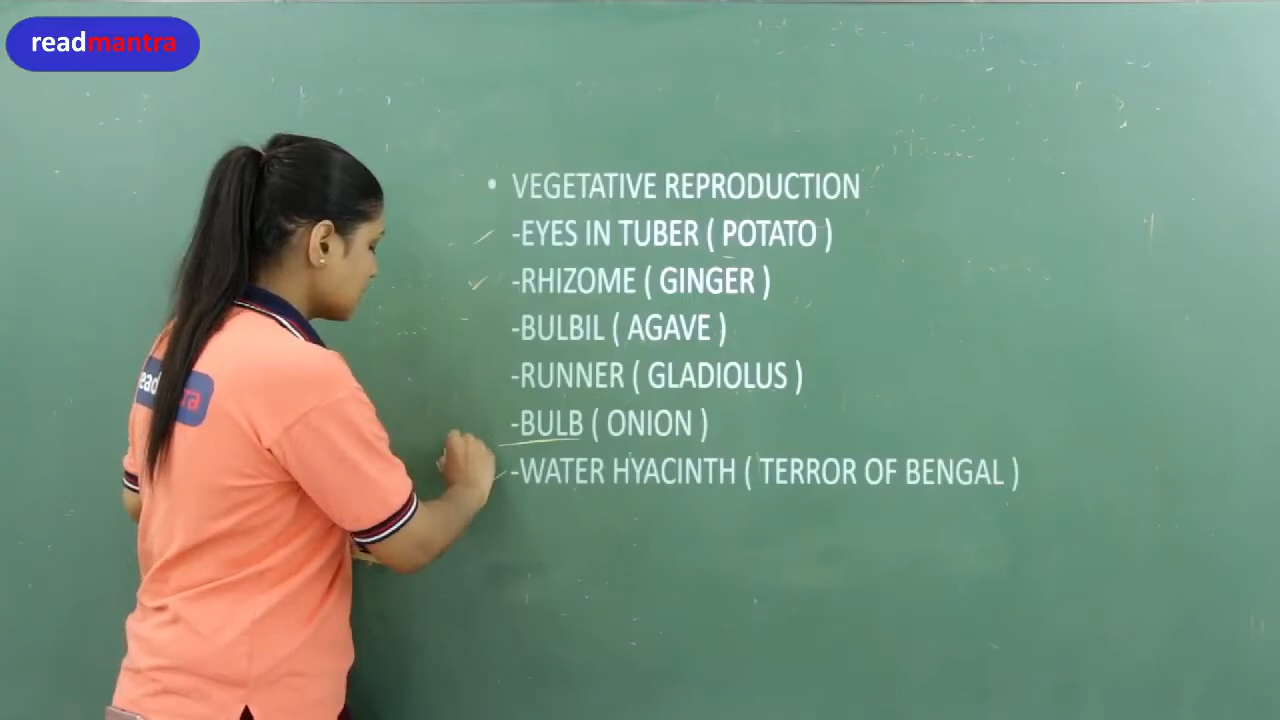 readmantra
VEGETATIVE REPRODUCTION
-EYES IN TUBER ( POTATO )
-RHIZOME ( GINGER )
-BULBIL ( AGAVE )
-RUNNER ( GLADIOLUS )
-BULB ( ONION )
-WATER HYACINTH ( TERROR OF BENGAL )